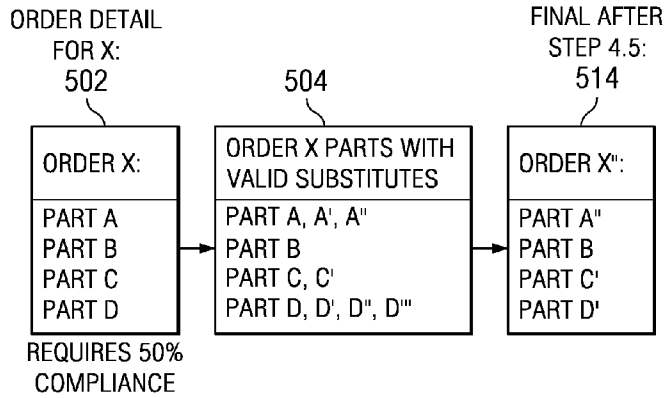 ORDER DETAIL
FOR X:
502
ORDER X:
PART A
PART B
PART C
PART D
REQUIRES 50%
COMPLIANCE
504
ORDER X PARTS WITH
VALID SUBSTITUTES
PART A, A', A"
PART B
PART C, C'
PART D, D', D", D'"
FINAL AFTER
STEP 4.5:
514
ORDER X":
PART A"
PART B
PART C'
PART D'